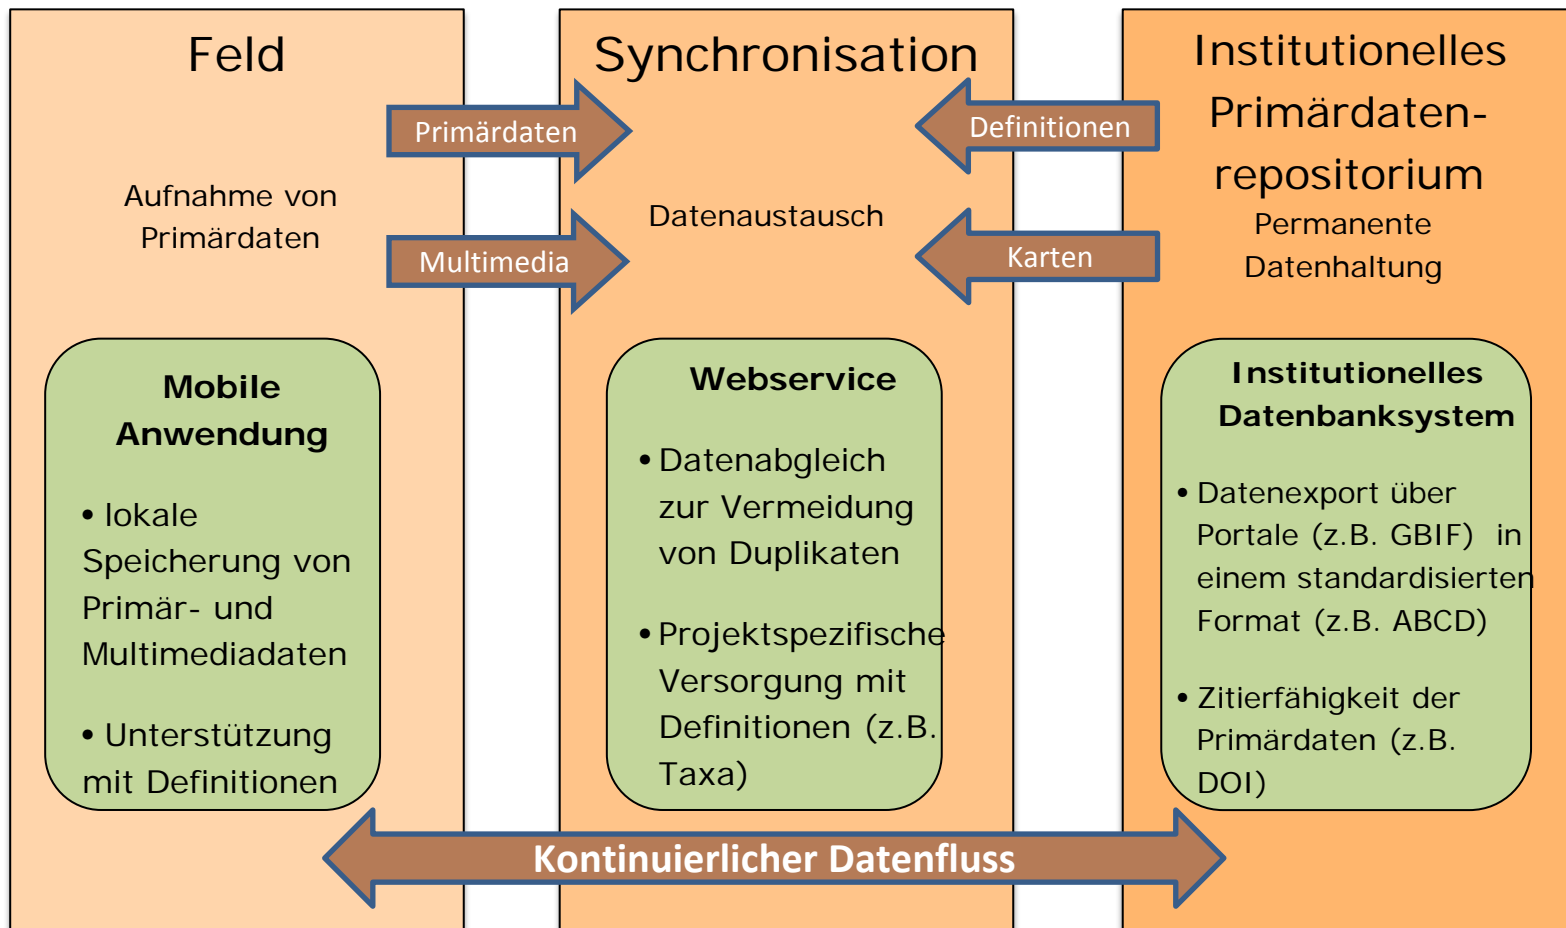 Feld
Aufnahme von
Primärdaten
Primärdaten
Multimedia
Mobile
Anwendung
• lokale
Speicherung von
Primär- und
Multimediadaten
• Unterstützung
mit Definitionen
Synchronisation
Datenaustausch
Webservice
• Datenabgleich
zur Vermeidung
von Duplikaten
• Projektspezifische
Versorgung mit
Definitionen (z.B.
Taxa)
Definitionen
Karten
Institutionelles
Primärdaten-
repositorium
Permanente
Datenhaltung
Institutionelles
Datenbanksystem
• Datenexport über
Portale (z.B. GBIF) in
einem standardisierten
Format (z.B. ABCD)
• Zitierfähigkeit der
Primärdaten (z.B.
DOI)
Kontinuierlicher Datenfluss